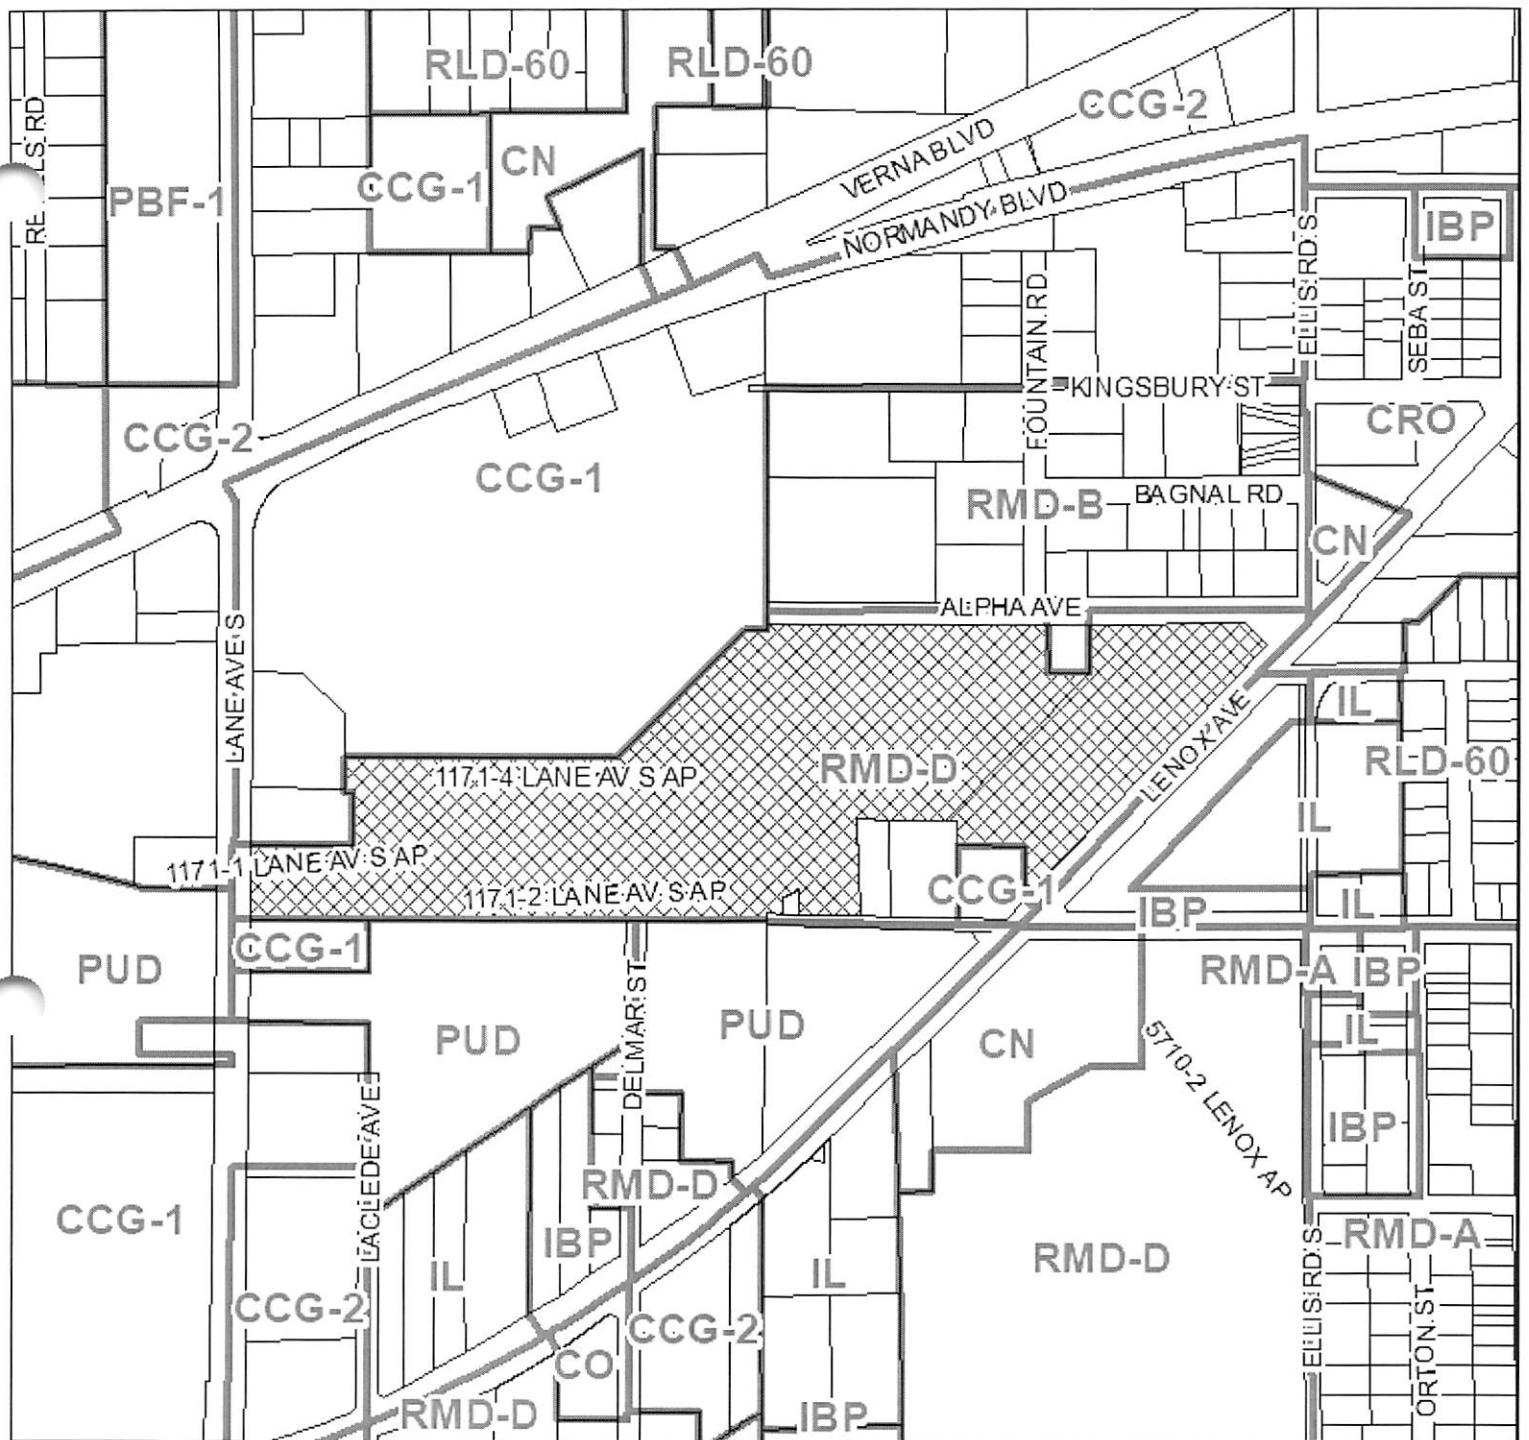 RLD-60
RLD-60
CCG-2
VERNA BLVD
CN
CCG-1
PBF-1
NORMANDY BLVD
IBP
ELLIS RD S
SEBA ST
FOUNTAIN RD
KINGSBURY ST
CRO
CCG-2
CCG-1
RMD-B
BAGNAL RD
CN
ALPHA AVE
LANE AVE S
LENOX AVE
IL
RMD-D
1171-4 LANE AV S AP
RLD-60
IL
1171-1 LANE AV S AP
1171-2 LANE AV S AP
CCG-1
IL
IBP
CCG-1
PUD
RMD-A
IBP
DELMAR ST
PUD
PUD
CN
IL
5710-2 LENOX AP
LACLEDE AVE
IBP
RMD-D
CCG-1
IBP
RMD-A
IL
IL
RMD-D
CCG-2
CCG-2
ELLIS RD S
ORTON ST
CO
RMD-D
IBP